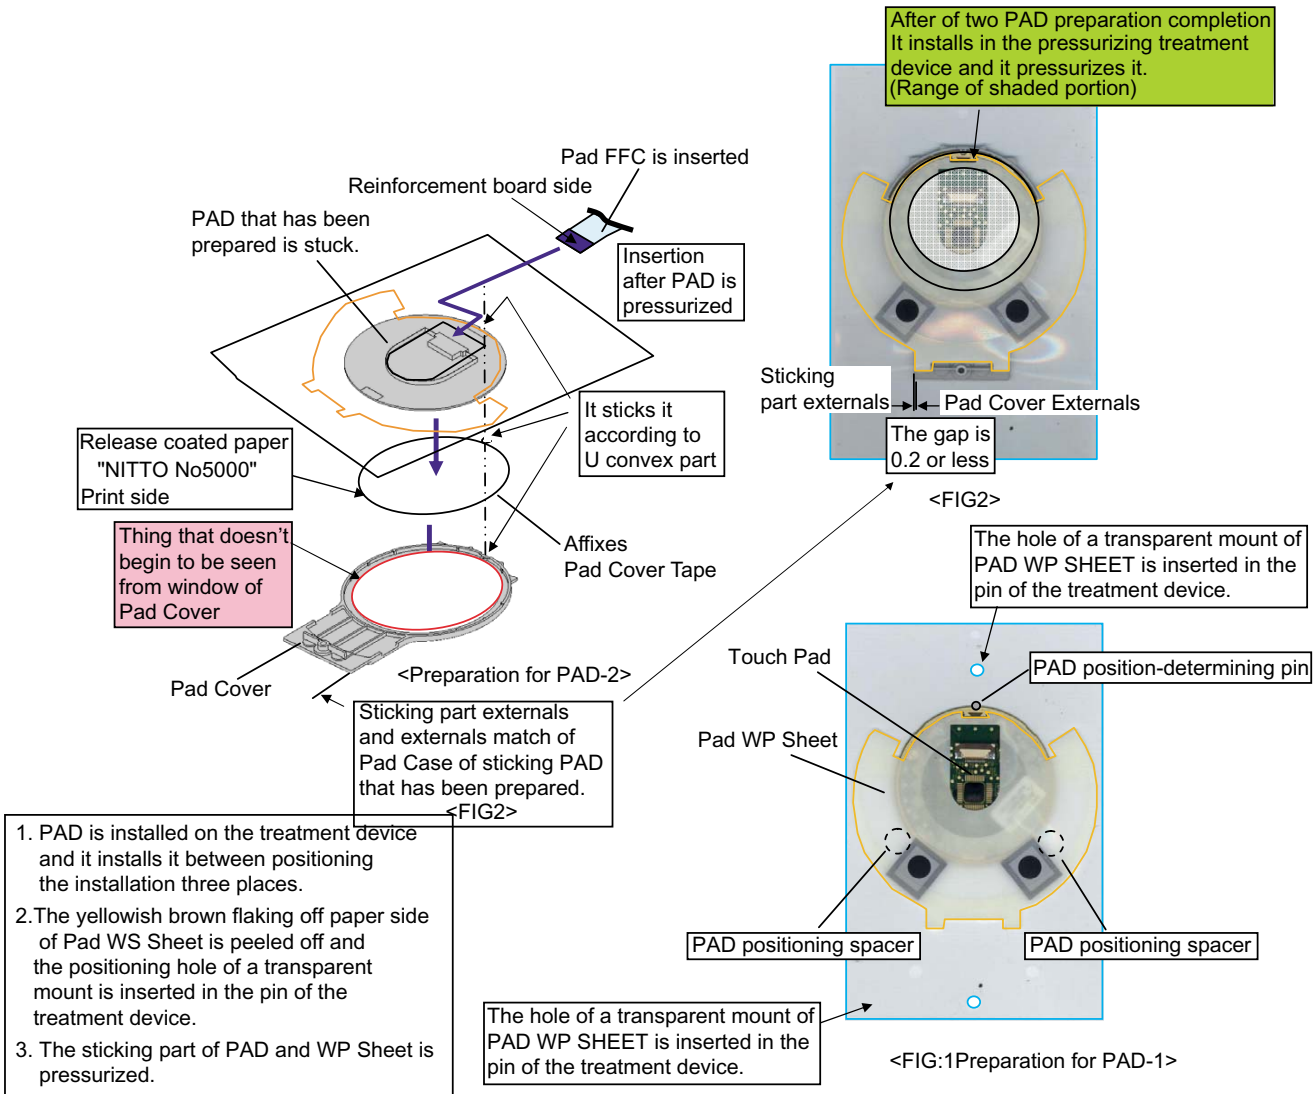 After of two PAD preparation completion
It installs in the pressurizing treatment
device and it pressurizes it.
(Range of shaded portion)
Pad FFC is inserted
Reinforcement board side
PAD that has been
prepared is stuck.
Insertion
after PAD is
pressurized
Sticking
part externals
Pad Cover Externals
The gap is
0.2 or less
<FIG2>
It sticks it
according to
U convex part
Release coated paper
"NITTO No5000"
Print side
Thing that doesn't
begin to be seen
from window of
Pad Cover
Affixes
Pad Cover Tape
Pad Cover
<Preparation for PAD-2>
Sticking part externals
and externals match of
Pad Case of sticking PAD
that has been prepared.
<FIG2>
The hole of a transparent mount of
PAD WP SHEET is inserted in the
pin of the treatment device.
Touch Pad
PAD position-determining pin
Pad WP Sheet
PAD positioning spacer
PAD positioning spacer
The hole of a transparent mount of
PAD WP SHEET is inserted in the
pin of the treatment device.
<FIG:1Preparation for PAD-1>
1. PAD is installed on the treatment device
and it installs it between positioning
the installation three places.
2.The yellowish brown flaking off paper side
of Pad WS Sheet is peeled off and
the positioning hole of a transparent
mount is inserted in the pin of the
treatment device.
3. The sticking part of PAD and WP Sheet is
pressurized.